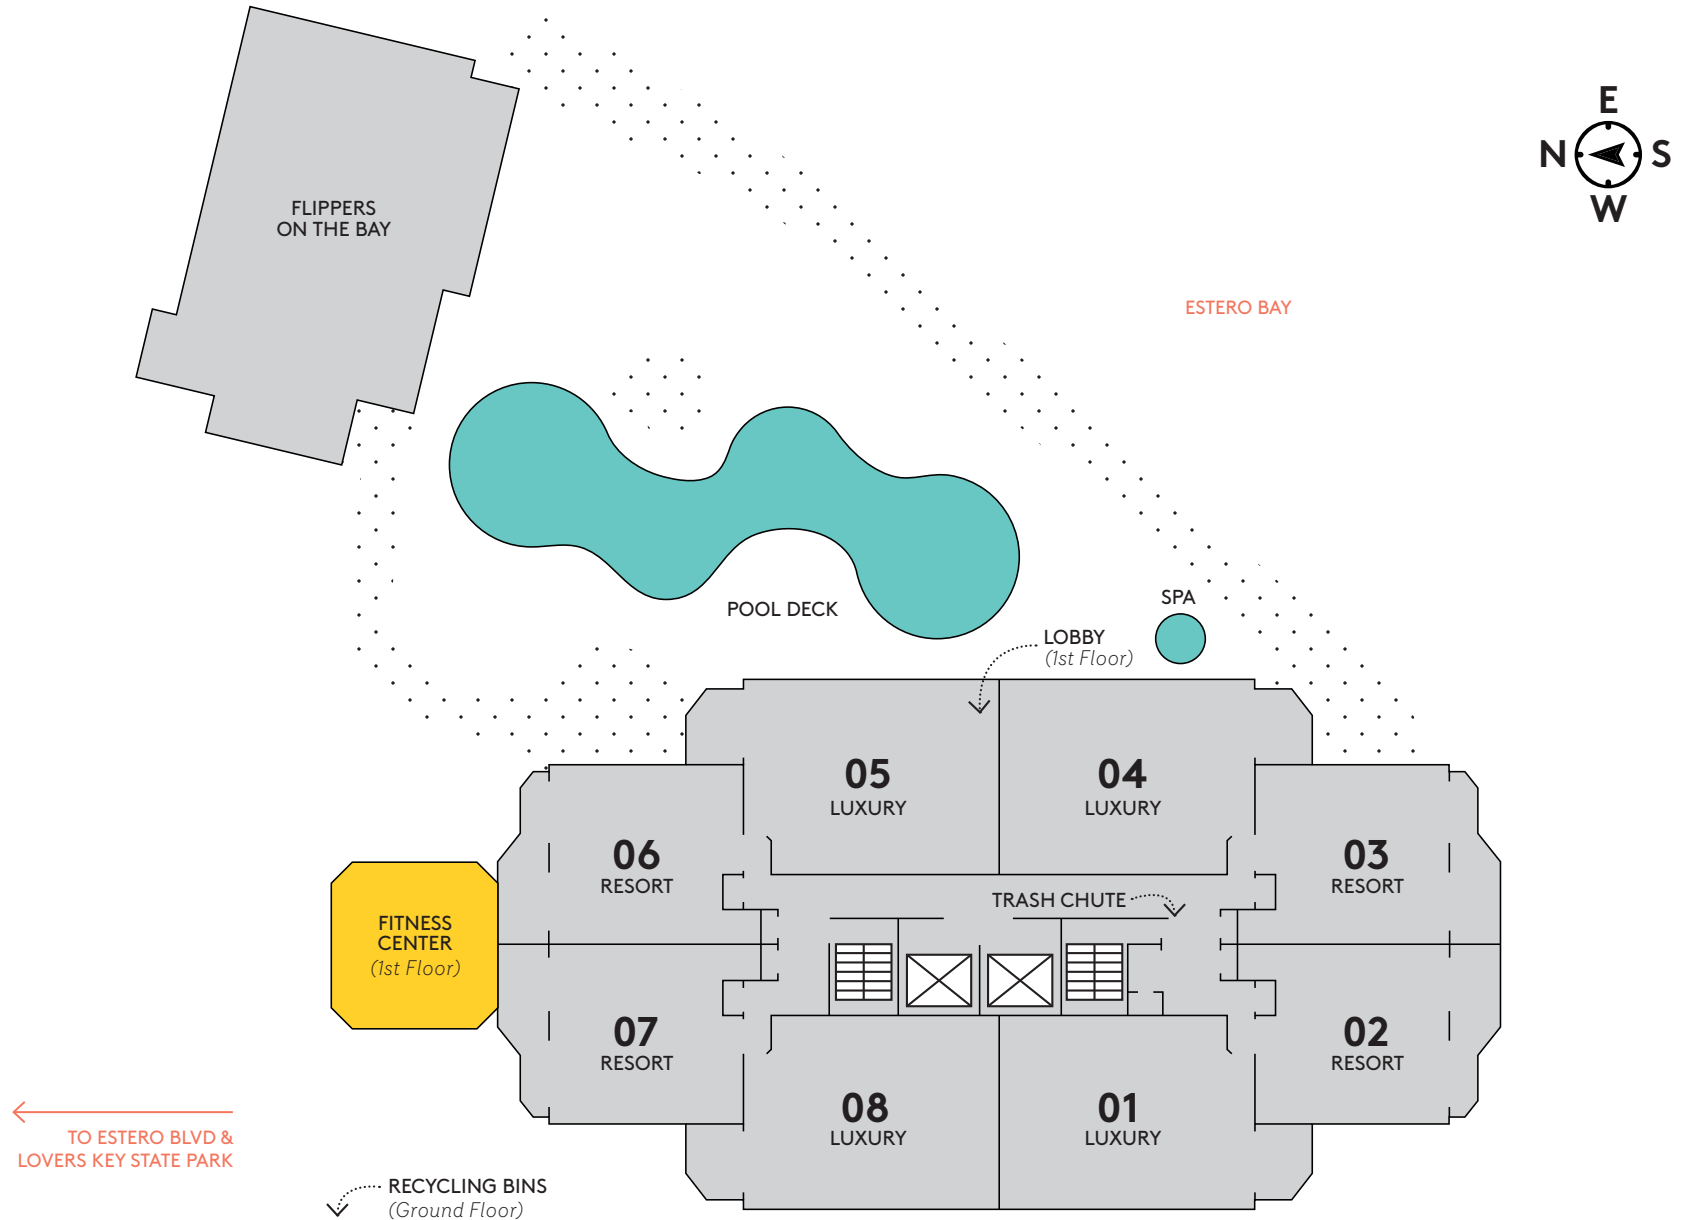 E
N
S
W
FLIPPERS
ON THE BAY
ESTERO BAY
POOL DECK
SPA
LOBBY
(1st Floor)
05
LUXURY
04
LUXURY
06
RESORT
03
RESORT
TRASH CHUTE
FITNESS
CENTER
(1st Floor)
07
RESORT
02
RESORT
08
LUXURY
01
LUXURY
TO ESTERO BLVD &
LOVERS KEY STATE PARK
RECYCLING BINS
(Ground Floor)